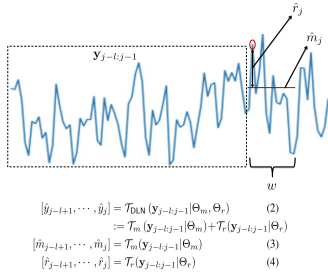 r̂_j
m̂_j
y_{j−l:j−1}
w
[ŷ_{j−l+1}, ⋯ , ŷ_j] = 𝒯_DLN (y_{j−l:j−1}|Θ_m, Θ_r) (2)
:= 𝒯_m (y_{j−l:j−1}|Θ_m) + 𝒯_r(y_{j−l:j−1}|Θ_r)
[m̂_{j−l+1}, ⋯ , m̂_j] = 𝒯_m(y_{j−l:j−1}|Θ_m) (3)
[r̂_{j−l+1}, ⋯ , r̂_j] = 𝒯_r(y_{j−l:j−1}|Θ_r) (4)